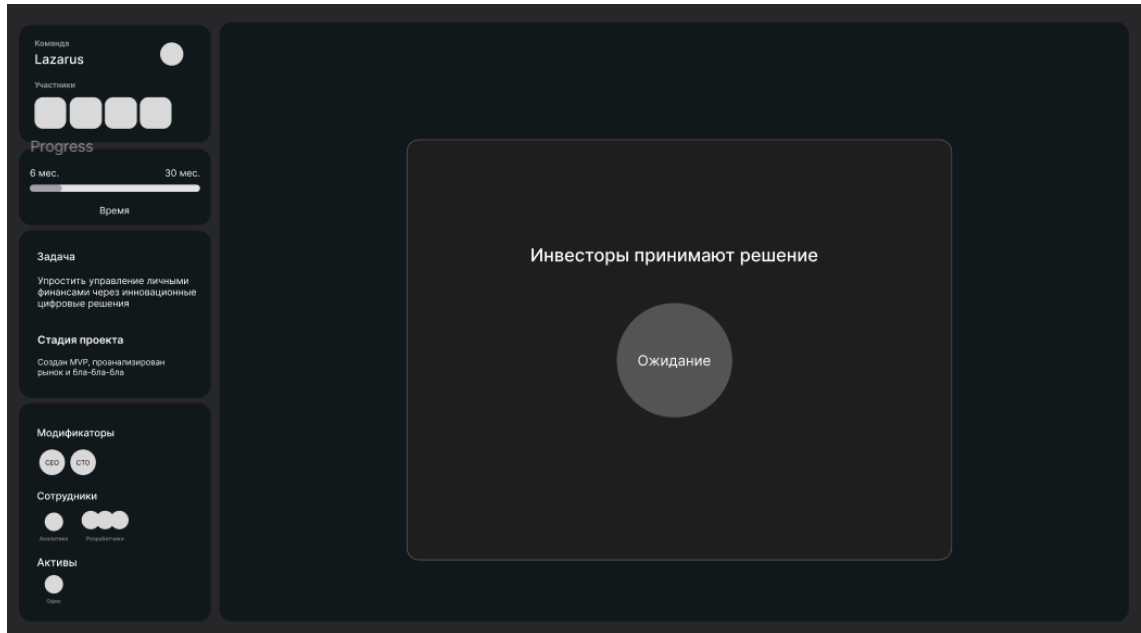 Команда
Lazarus
Участники
Progress
6 мес.
30 мес.
Время
Задача
Упростить управление личными
финансами через инновационные
цифровые решения
Стадия проекта
Создан MVP, проанализирован
рынок и бла-бла-бла
Модификаторы
CEO
CTO
Сотрудники
Аналитики
Разработчики
Активы
Офис
Инвесторы принимают решение
Ожидание